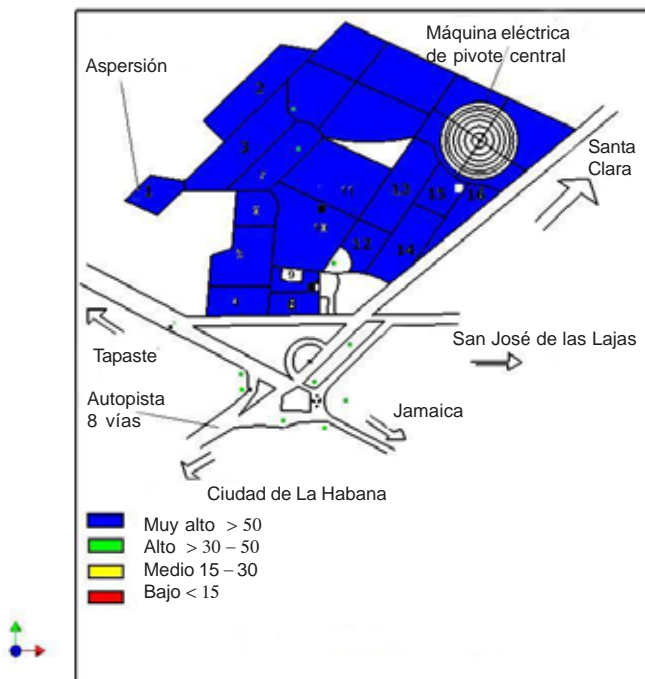 Máquina eléctrica
de pivote central
Aspersión
Santa
Clara
2
3
1
11
13
15
16
10
12
14
9
4
8
San José de las Lajas
Tapaste
Autopista
8 vías
Jamaica
Ciudad de La Habana
Muy alto > 50
Alto > 30 – 50
Medio 15 – 30
Bajo < 15